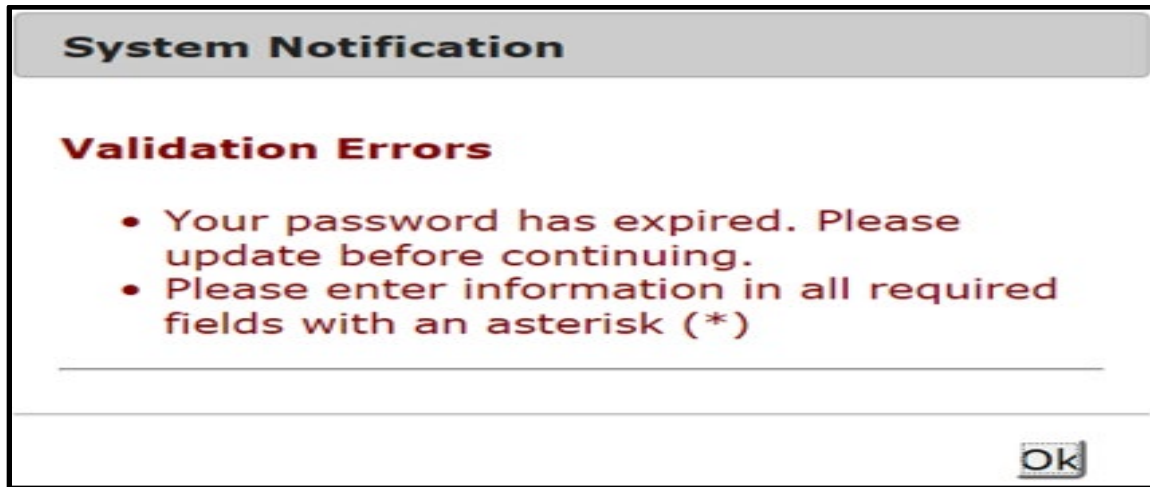 System Notification
Validation Errors
• Your password has expired. Please
update before continuing.
• Please enter information in all required
fields with an asterisk (*)
Ok